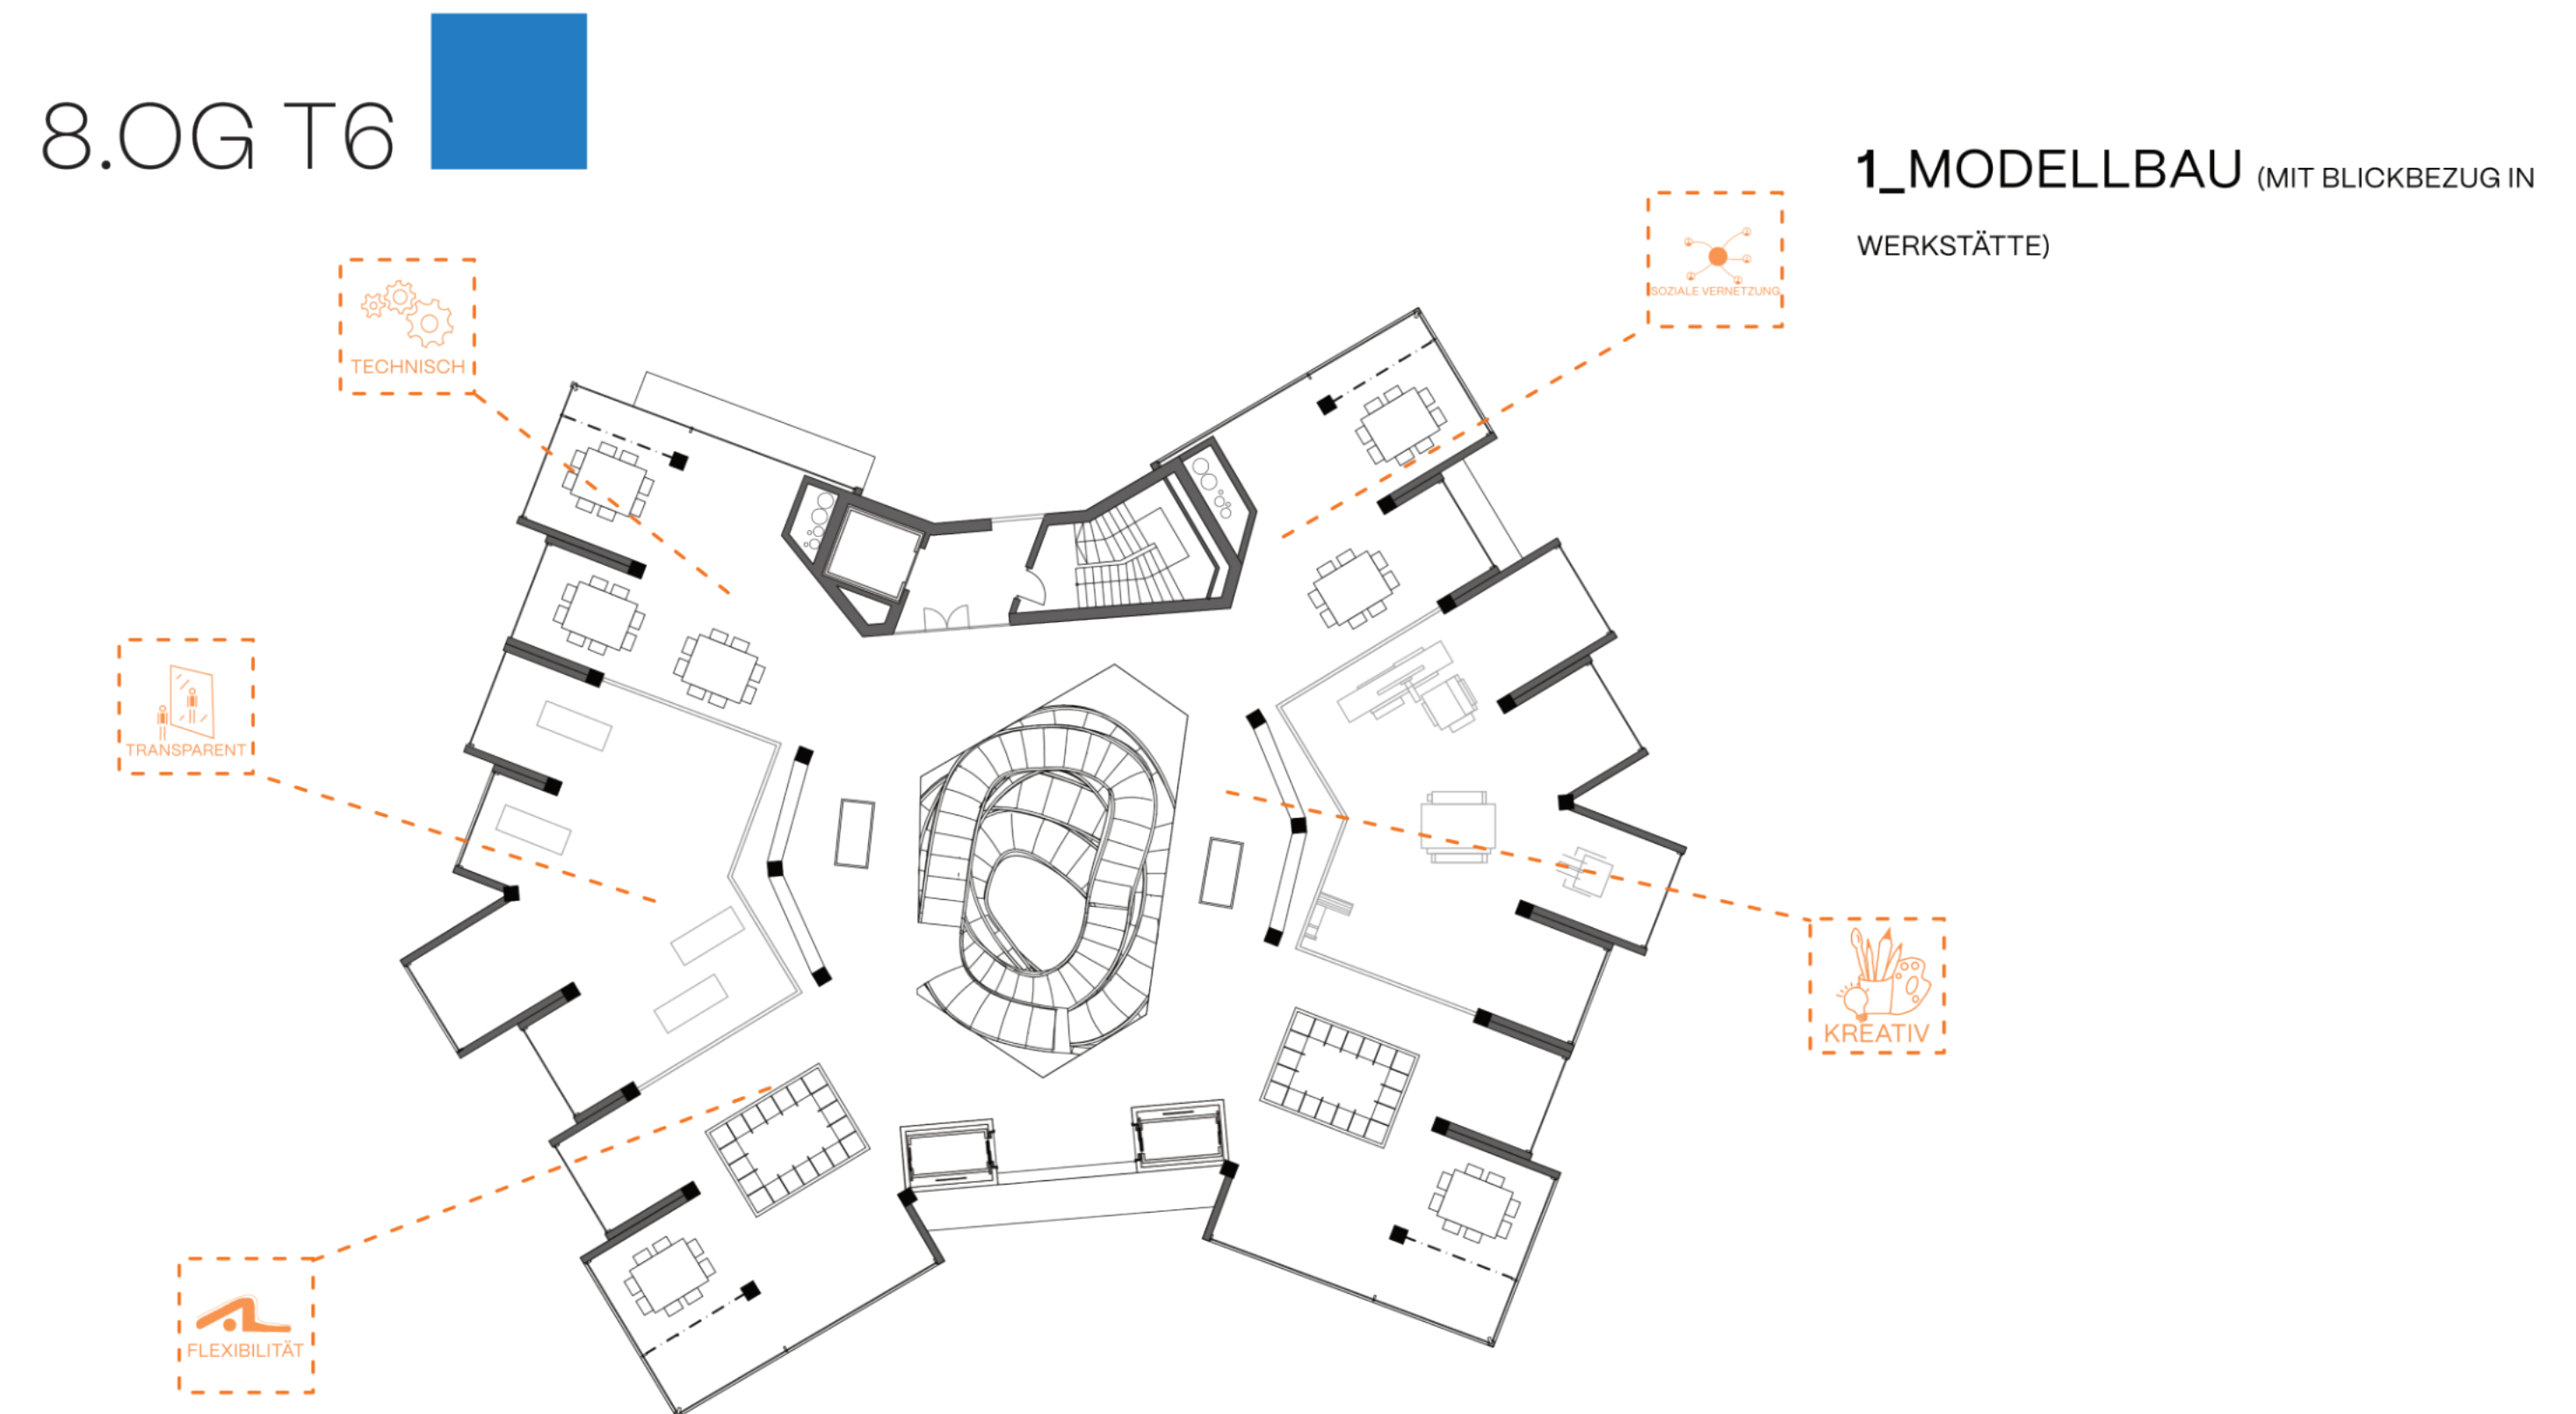 8.OG T6
1_MODELLBAU (MIT BLICKBEZUG IN
WERKSTÄTTE)
SOZIALE VERNETZUNG
TECHNISCH
TRANSPARENT
KREATIV
FLEXIBILITÄT